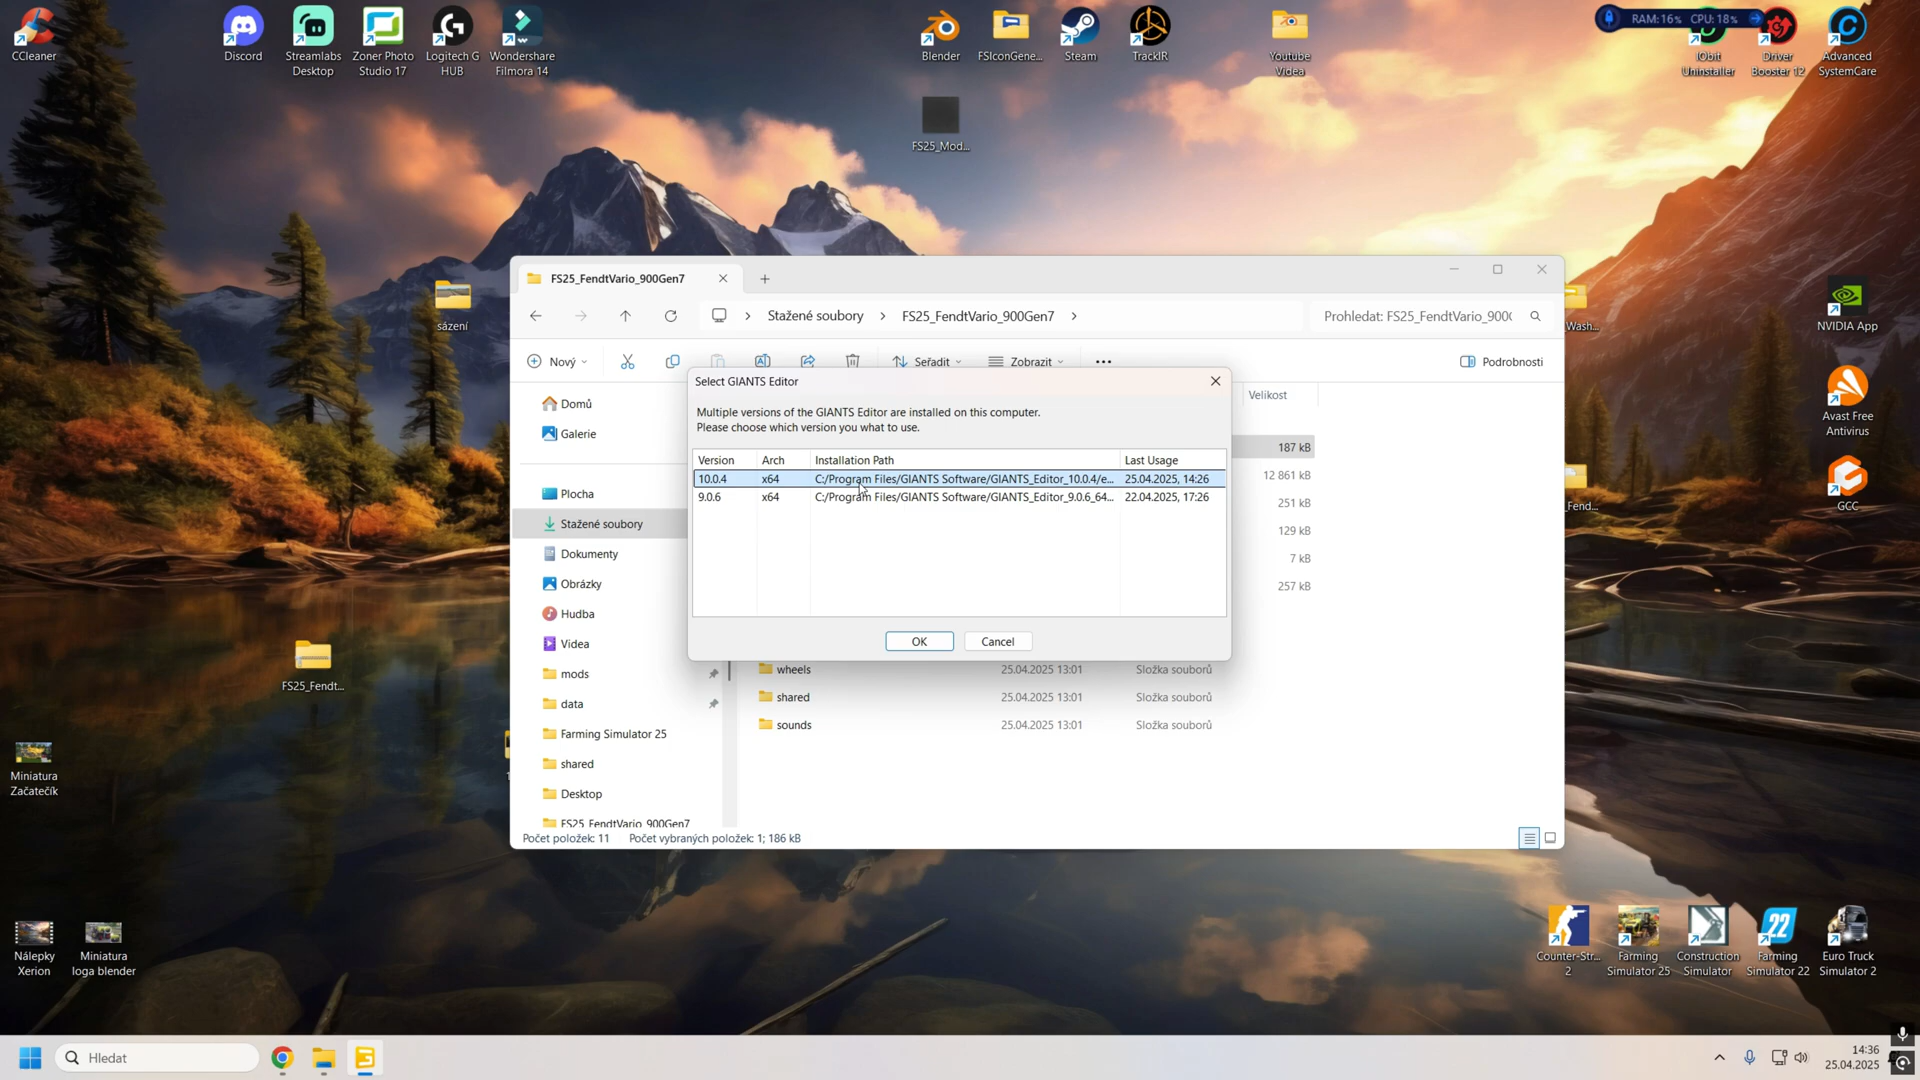 CCleaner
Discord
Streamlabs
Desktop
Zoner Photo
Studio 17
Logitech G
HUB
Wondershare
Filmora 14
Blender
FSIconGene...
Steam
TrackIR
Youtube
Videa
RAM:16% CPU:18%
IObit
Uninstaller
Driver
Booster 12
Advanced
SystemCare
FS25_Mod...
sázení
FS25_FendtVario_900Gen7
Stažené soubory
FS25_FendtVario_900Gen7
Prohledat: FS25_FendtVario_900(
Wash...
NVIDIA App
Nový
Seřadit
Zobrazit
Podrobnosti
Select GIANTS Editor
Multiple versions of the GIANTS Editor are installed on this computer.
Please choose which version you what to use.
Version Arch Installation Path Last Usage
10.0.4 x64 C:/Program Files/GIANTS Software/GIANTS_Editor_10.0.4/e... 25.04.2025, 14:26
9.0.6 x64 C:/Program Files/GIANTS Software/GIANTS_Editor_9.0.6_64... 22.04.2025, 17:26
OK
Cancel
Domů
Galerie
Plocha
Stažené soubory
Dokumenty
Obrázky
Hudba
Videa
mods
data
Farming Simulator 25
shared
Desktop
FS25_FendtVario_900Gen7
Velikost
187 kB
12 861 kB
251 kB
129 kB
7 kB
257 kB
wheels 25.04.2025 13:01 Složka souborů
shared 25.04.2025 13:01 Složka souborů
sounds 25.04.2025 13:01 Složka souborů
Počet položek: 11 Počet vybraných položek: 1; 186 kB
Avast Free
Antivirus
_Fend...
GCC
FS25_Fendt...
Miniatura
Začatečík
Nálepky
Xerion
Miniatura
loga blender
Counter-Str...
2
Farming
Simulator 25
Construction
Simulator
22
Farming
Simulator 22
Euro Truck
Simulator 2
Hledat
14:36
25.04.2025